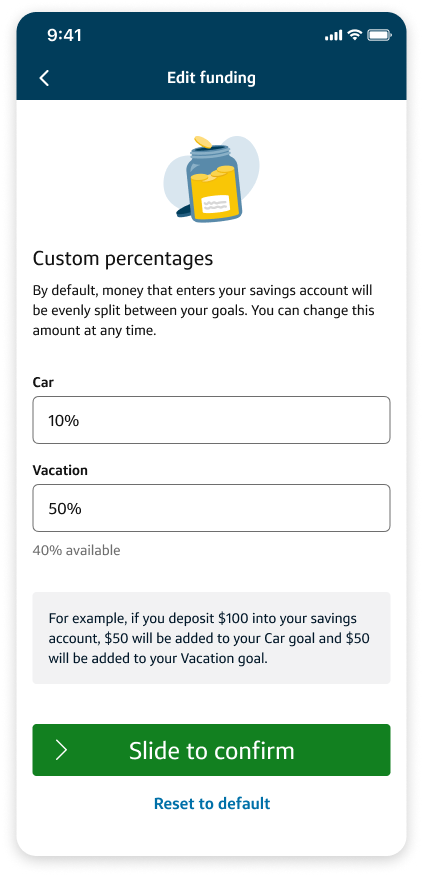 9:41
Edit funding
Custom percentages
By default, money that enters your savings account will
be evenly split between your goals. You can change this
amount at any time.
Car
10%
Vacation
50%
40% available
For example, if you deposit $100 into your savings
account, $50 will be added to your Car goal and $50
will be added to your Vacation goal.
Slide to confirm
Reset to default